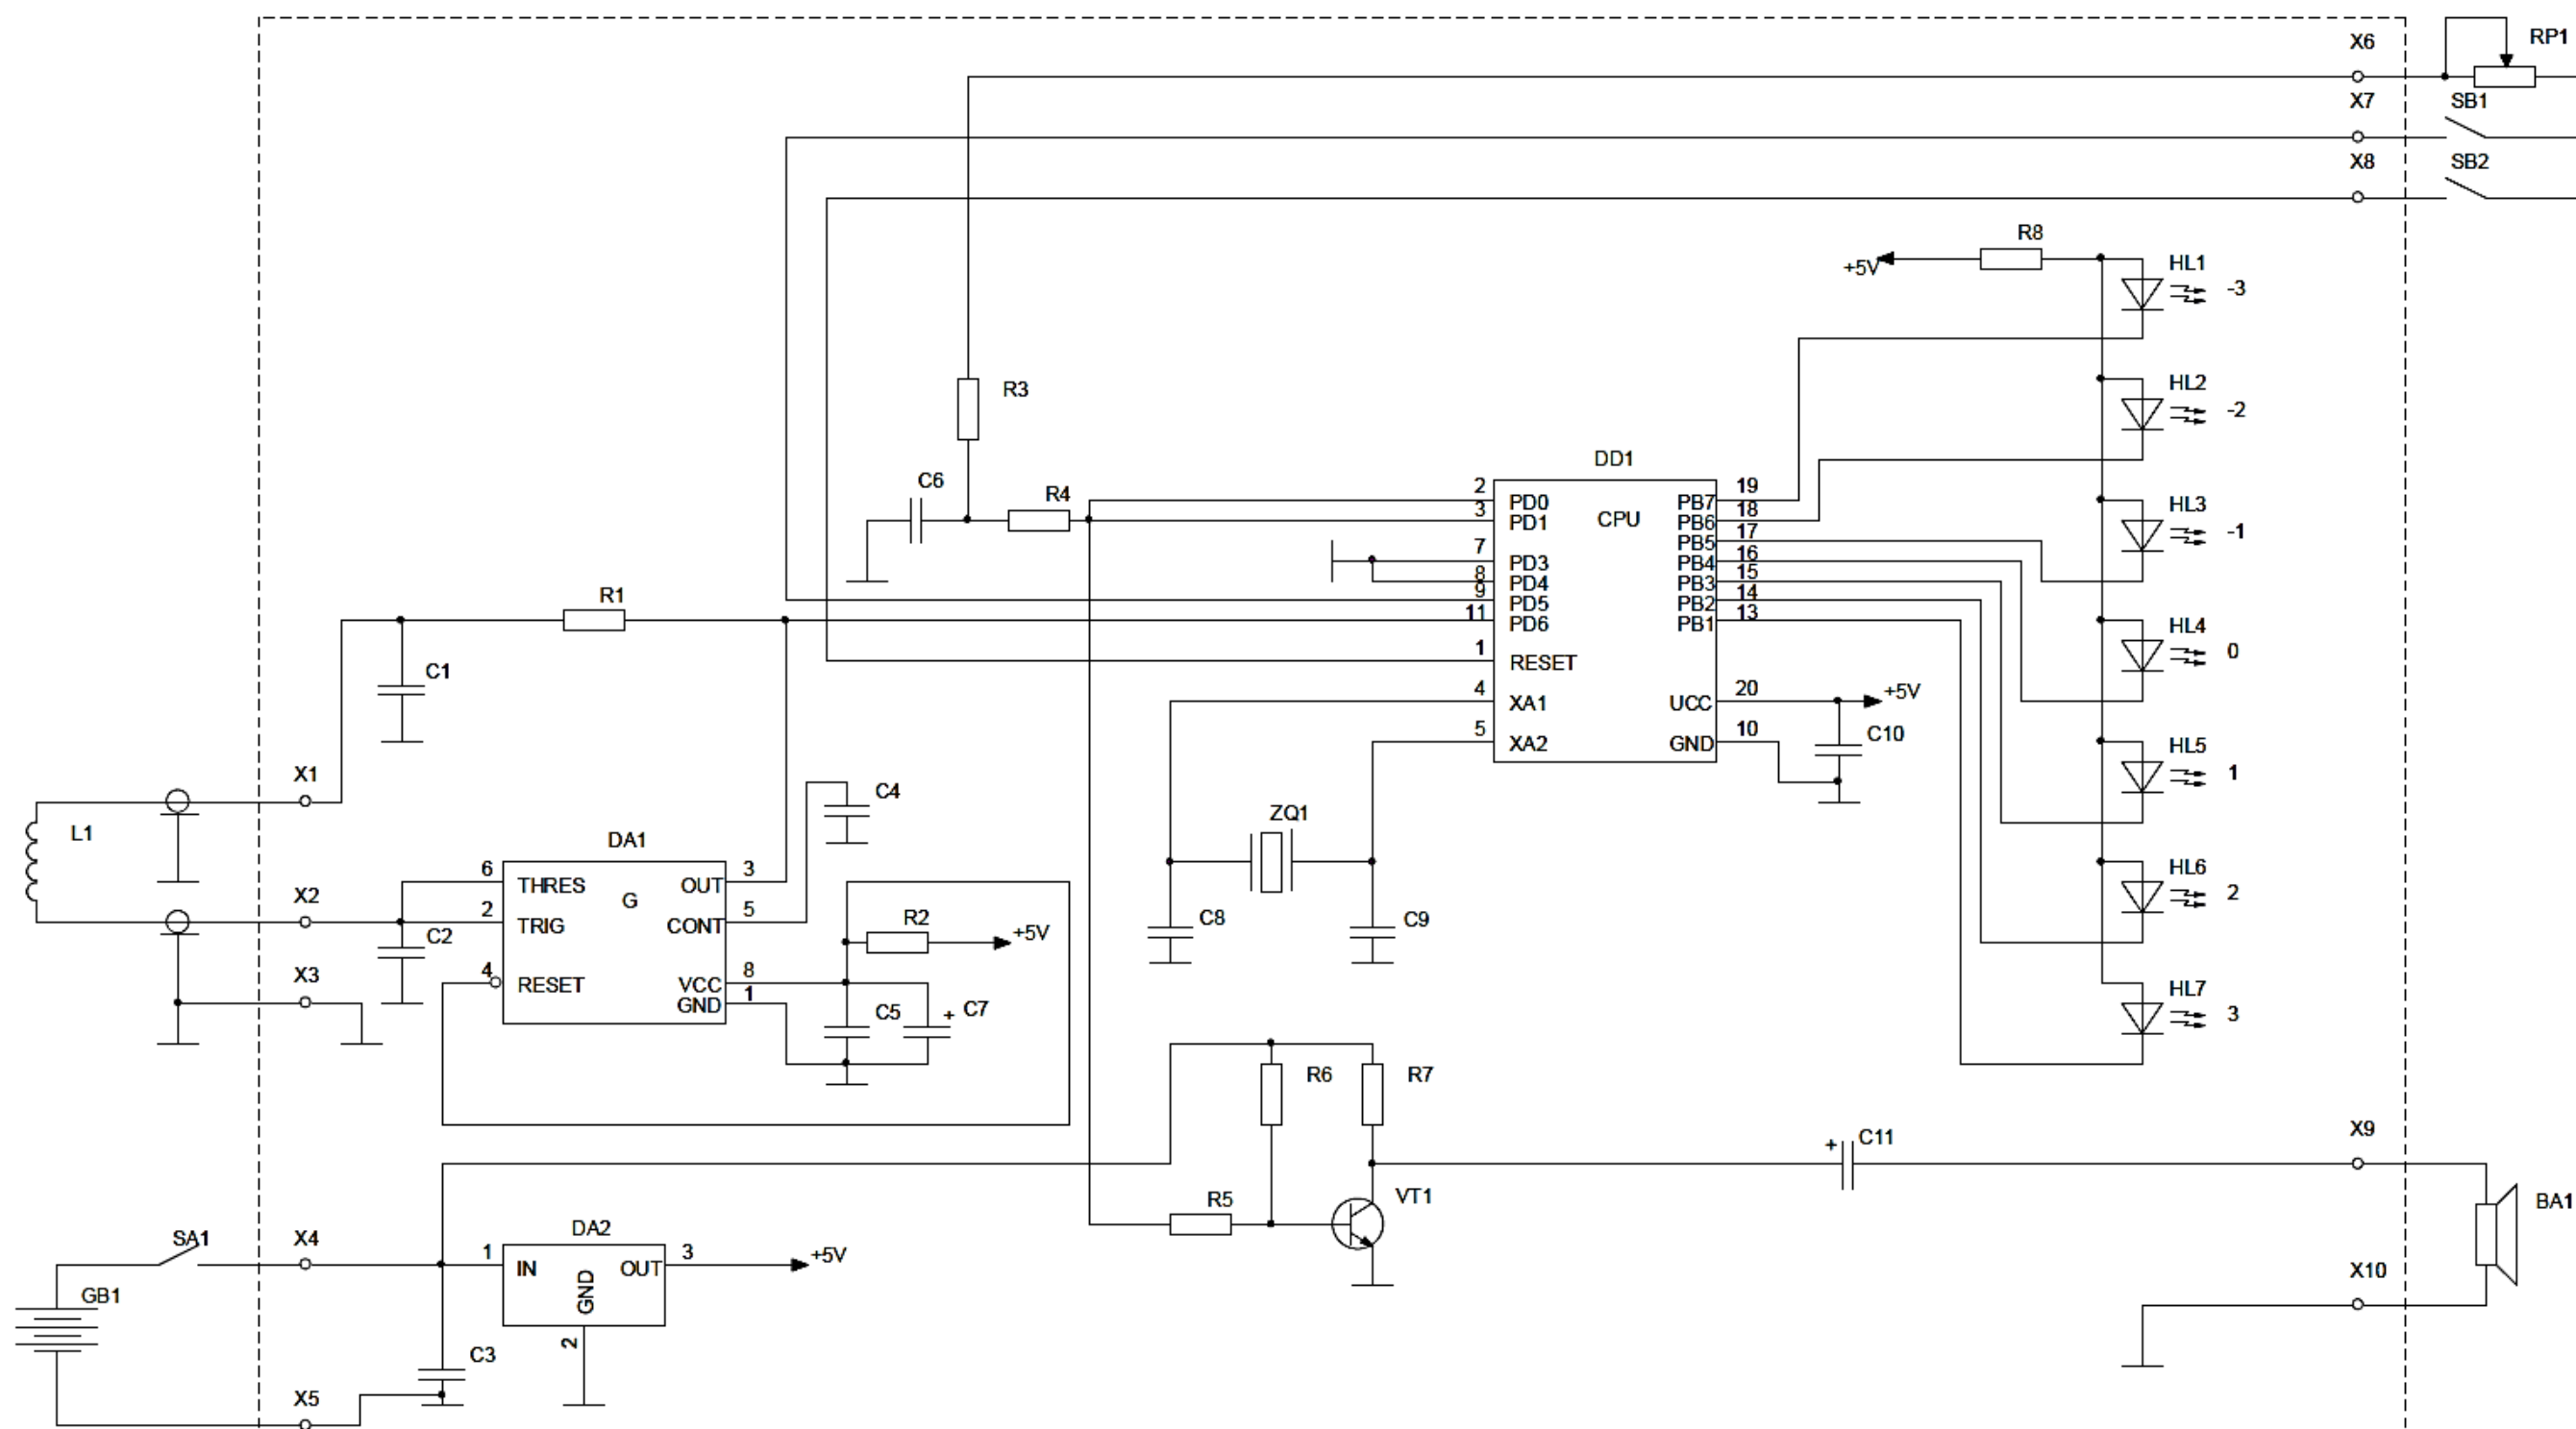 X6
RP1
X7
SB1
X8
SB2
R8
+5V
HL1
-3
HL2
-2
R3
HL3
-1
C6
R4
DD1
2
PD0
3
PD1
CPU
7
PD3
8
PD4
9
PD5
11
PD6
1
RESET
4
XA1
5
XA2
PB7
19
PB6
18
PB5
17
PB4
16
PB3
15
PB2
14
PB1
13
UCC
20
+5V
GND
10
C10
R1
C1
HL4
0
HL5
1
HL6
2
HL7
3
X1
L1
X2
X3
C2
DA1
6
THRES
2
TRIG
4
RESET
G
OUT
3
CONT
5
VCC
8
GND
1
C4
R2
+5V
C5
+
C7
ZQ1
C8
C9
R6
R7
R5
VT1
+
C11
X9
BA1
X10
SA1
X4
GB1
X5
DA2
1
IN
OUT
3
GND
2
+5V
C3